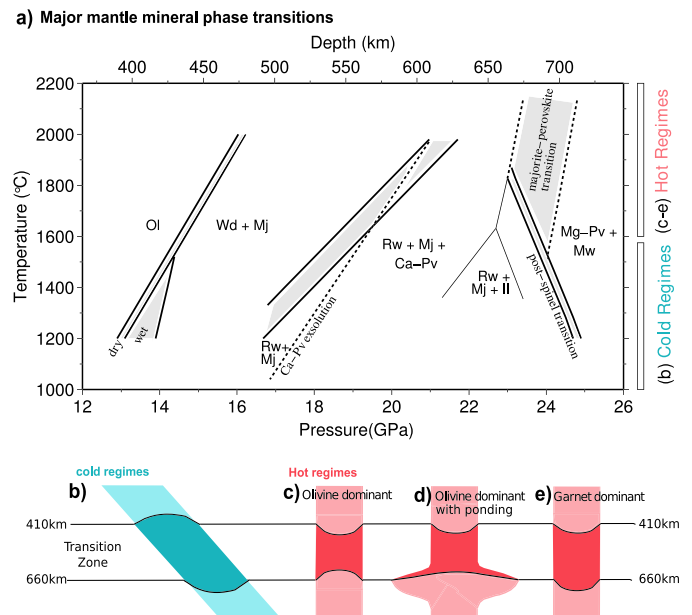 a) Major mantle mineral phase transitions
Depth (km)
400 450 500 550 600 650 700
2200
2000
1800
1600
1400
1200
1000
Temperature (°C)
12 14 16 18 20 22 24 26
Pressure(GPa)
Ol
Wd + Mj
dry
wet
Rw+
Mj
Ca–Pv exsolution
Rw + Mj +
Ca–Pv
Rw +
Mj + Il
majorite–perovskite
transition
Mg–Pv +
Mw
post–spinel transition
(c-e) Hot Regimes
(b) Cold Regimes
cold regimes
Hot regimes
b)
c) Olivine dominant
d) Olivine dominant
with ponding
e) Garnet dominant
410km
410km
Transition
Zone
660km
660km